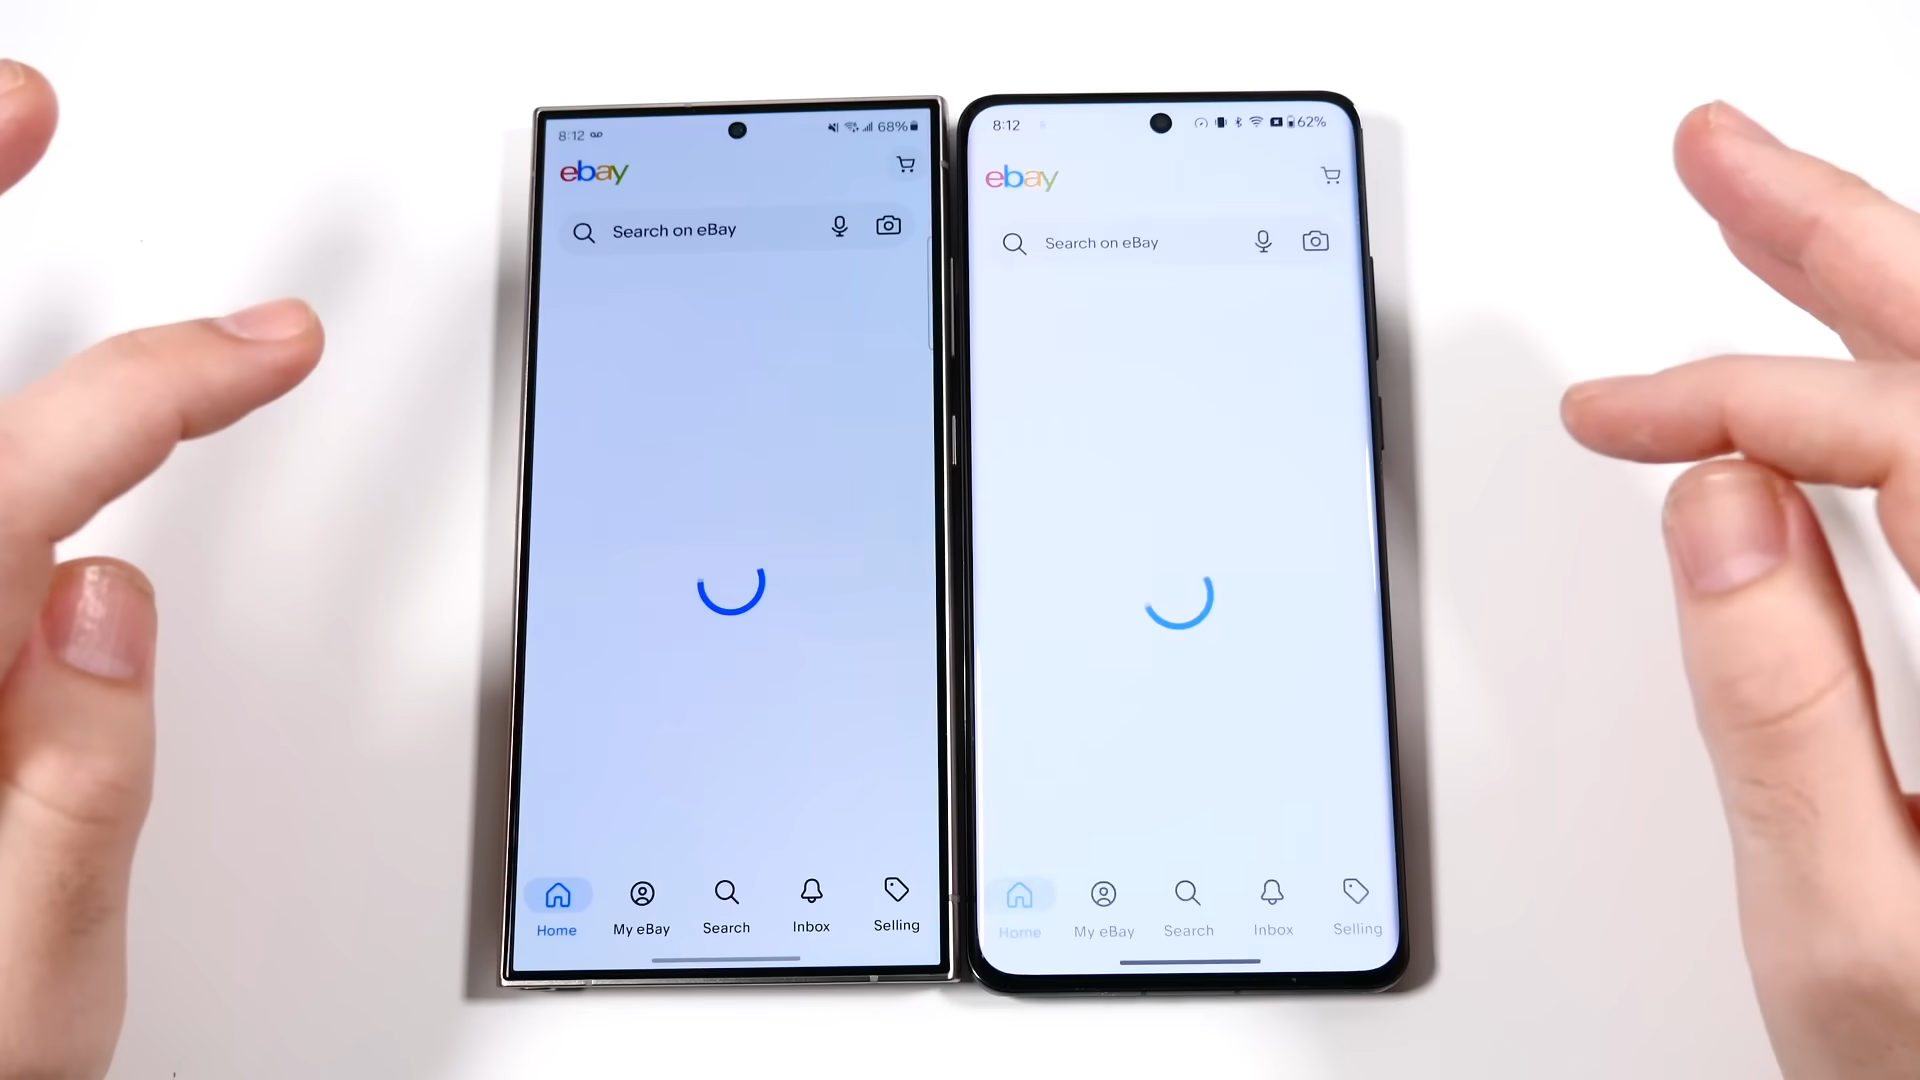 8:12
68%
ebay
Search on eBay
Home
My eBay
Search
Inbox
Selling
8:12
62%
ebay
Search on eBay
Home
My eBay
Search
Inbox
Selling